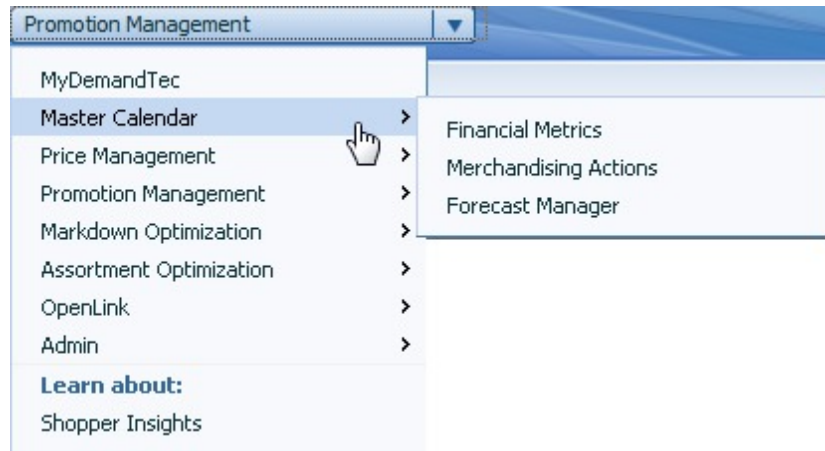 Promotion Management
MyDemandTec
Master Calendar
Price Management
Promotion Management
Markdown Optimization
Assortment Optimization
OpenLink
Admin
Learn about:
Shopper Insights
Financial Metrics
Merchandising Actions
Forecast Manager